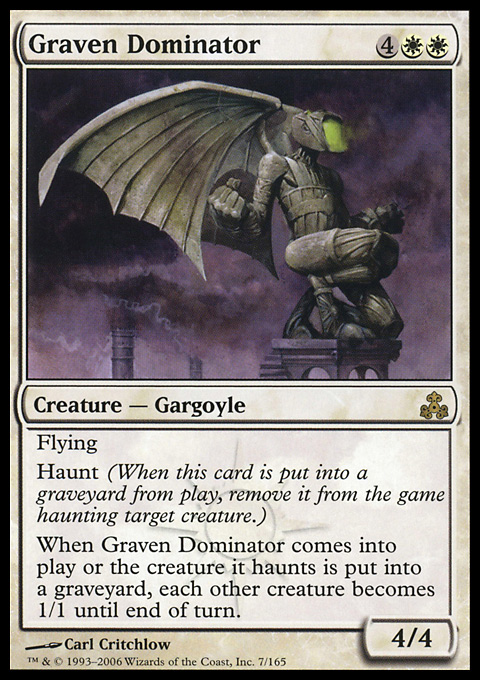 Graven Dominator 4
Creature — Gargoyle
Flying
Haunt (When this card is put into a
graveyard from play, remove it from the game
haunting target creature.)
When Graven Dominator comes into
play or the creature it haunts is put into
a graveyard, each other creature becomes
1/1 until end of turn.
4/4
Carl Critchlow
™ & © 1993–2006 Wizards of the Coast, Inc. 7/165